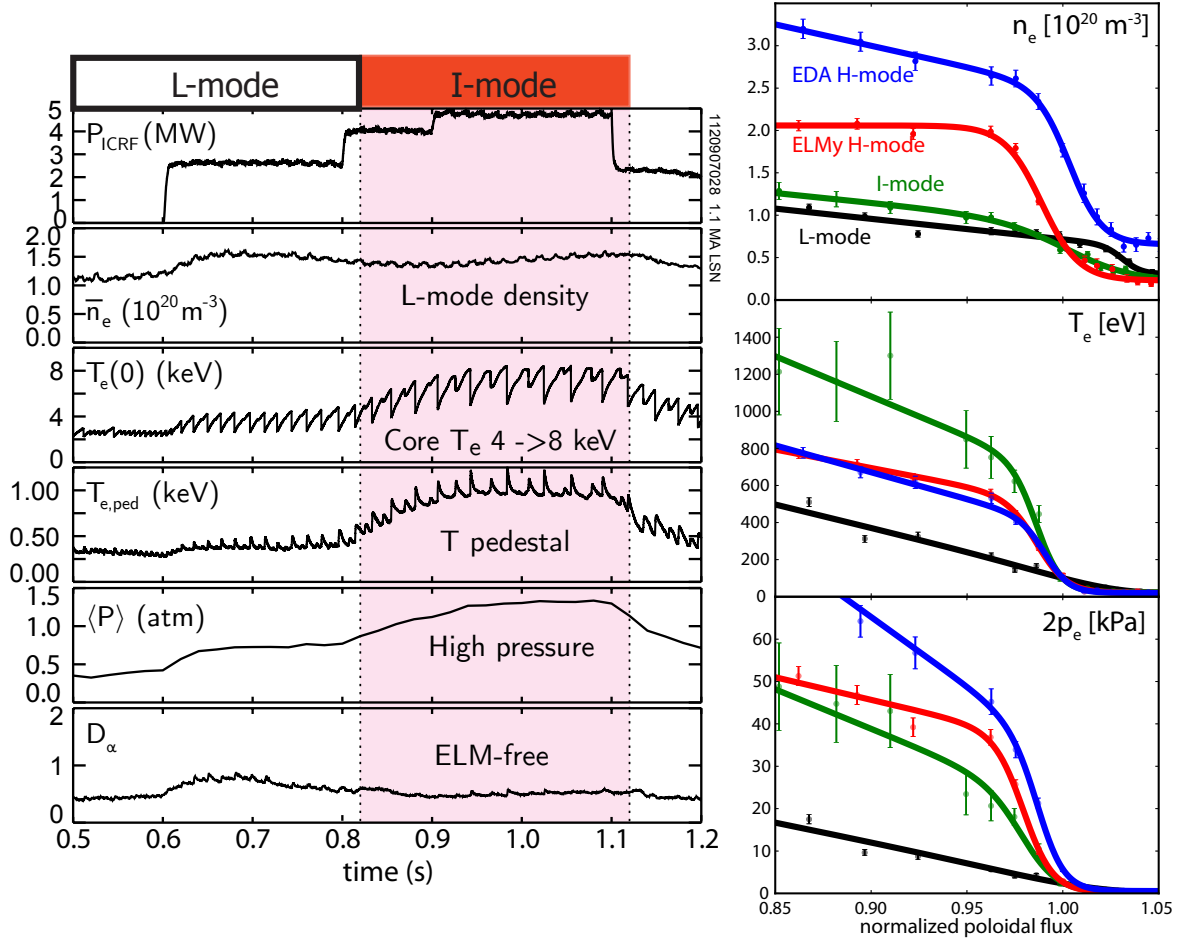 L-mode I-mode
P_ICRF (MW)
5
4
3
2
1
0
n̅_e (10^20 m^-3)
2.0
1.5
1.0
0.5
0.0
L-mode density
T_e(0) (keV)
8
6
4
2
0
Core T_e 4 ->8 keV
T_e,ped (keV)
1.00
0.50
0.00
T pedestal
⟨P⟩ (atm)
1.5
1.0
0.5
0.0
High pressure
D_α
2
1
0
ELM-free
0.5 0.6 0.7 0.8 0.9 1.0 1.1 1.2
time (s)
1120907028 1.1 MA LSN
n_e [10^20 m^-3]
3.0
2.5
2.0
1.5
1.0
0.5
0.0
EDA H-mode
ELMy H-mode
I-mode
L-mode
T_e [eV]
1400
1200
1000
800
600
400
200
0
2p_e [kPa]
60
50
40
30
20
10
0
0.85 0.90 0.95 1.00 1.05
normalized poloidal flux